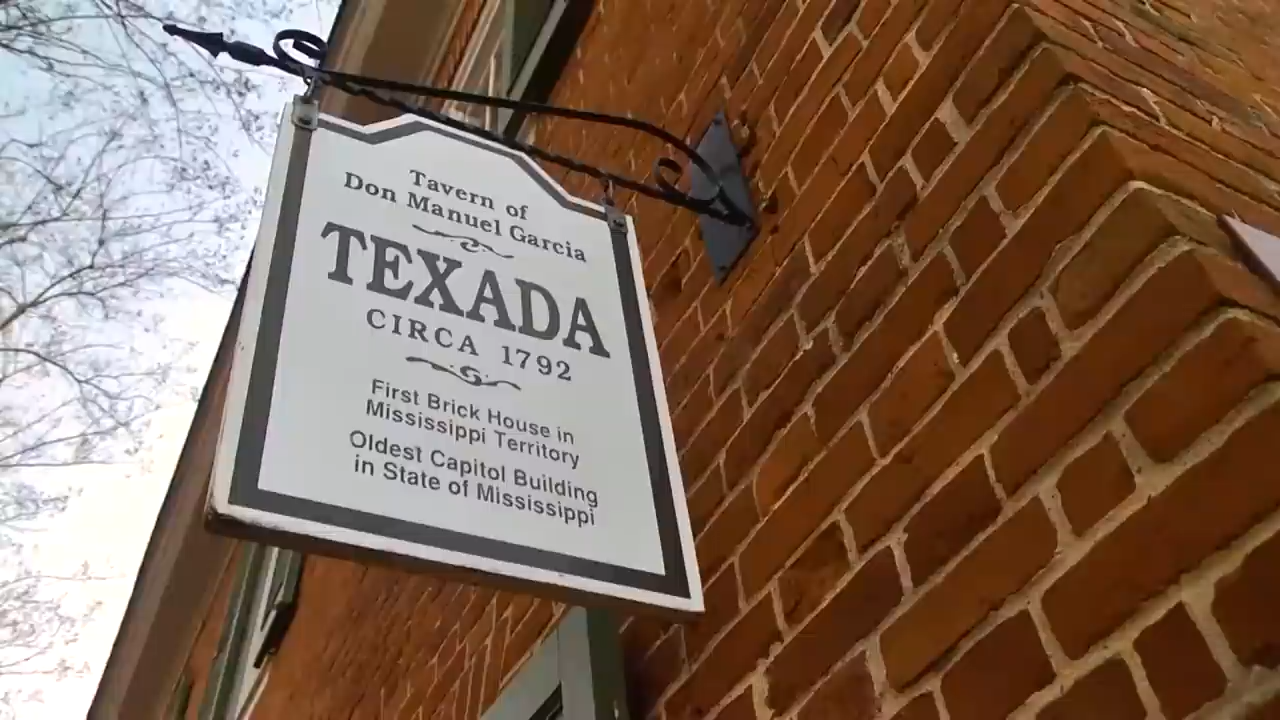 Tavern of
Don Manuel Garcia
TEXADA
CIRCA 1792
First Brick House in
Mississippi Territory
Oldest Capitol Building
in State of Mississippi